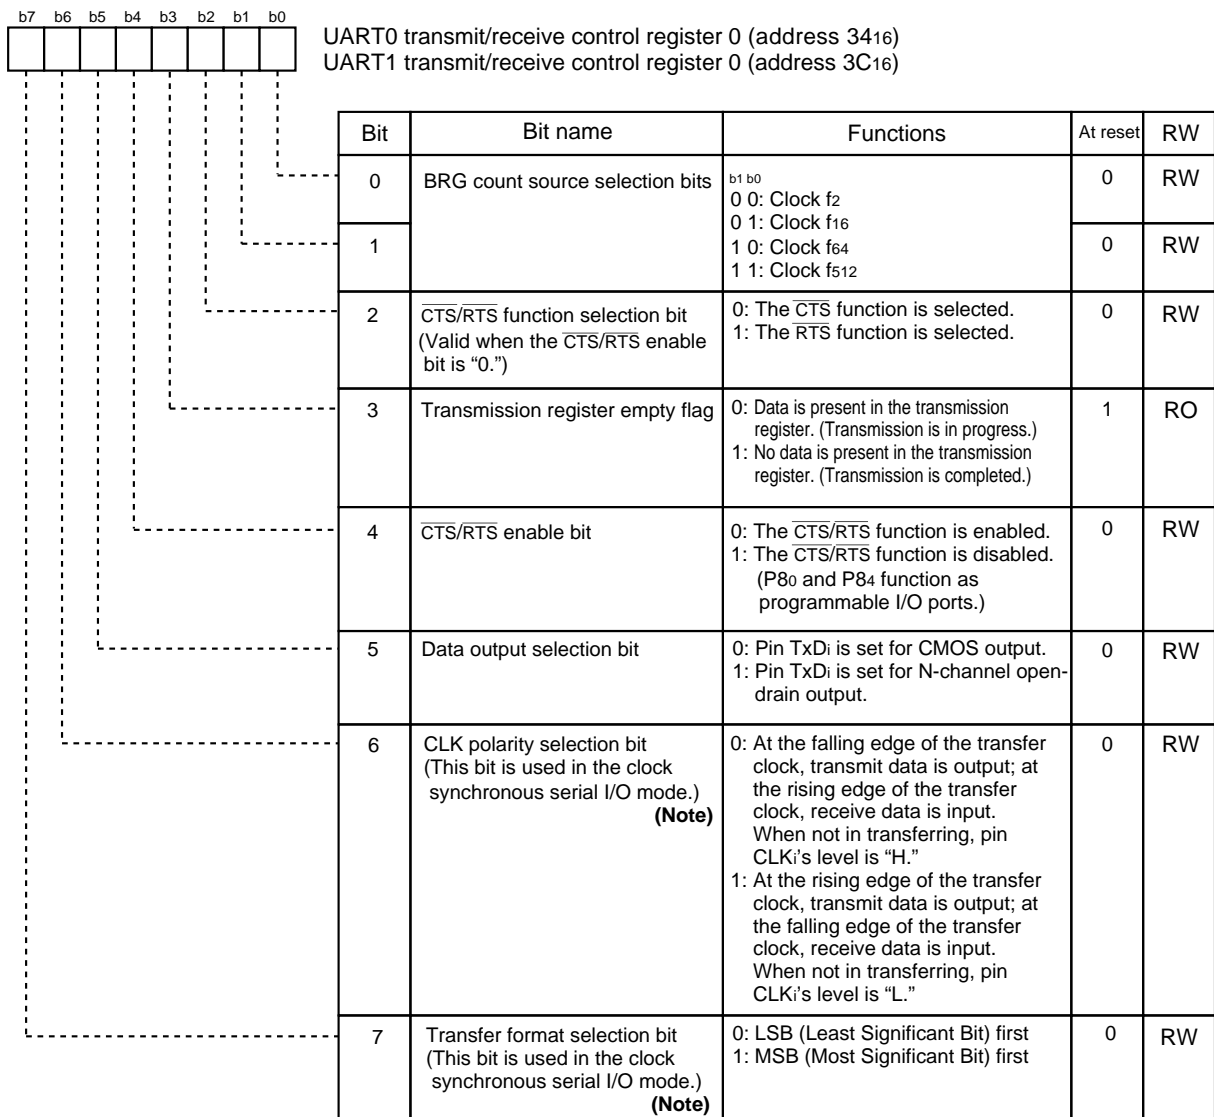 b7 b6 b5 b4 b3 b2 b1 b0
UART0 transmit/receive control register 0 (address 3416)
UART1 transmit/receive control register 0 (address 3C16)
Bit Bit name Functions At reset RW
0 BRG count source selection bits b1 b0 0 RW
0 0: Clock f2
0 1: Clock f16
1 0 RW
1 0: Clock f64
1 1: Clock f512
2 CTS/RTS function selection bit 0: The CTS function is selected. 0 RW
(Valid when the CTS/RTS enable 1: The RTS function is selected.
bit is “0.”)
3 Transmission register empty flag 0: Data is present in the transmission 1 RO
register. (Transmission is in progress.)
1: No data is present in the transmission
register. (Transmission is completed.)
4 CTS/RTS enable bit 0: The CTS/RTS function is enabled. 0 RW
1: The CTS/RTS function is disabled.
(P80 and P84 function as
programmable I/O ports.)
5 Data output selection bit 0: Pin TxDi is set for CMOS output. 0 RW
1: Pin TxDi is set for N-channel open-
drain output.
6 CLK polarity selection bit 0: At the falling edge of the transfer 0 RW
(This bit is used in the clock clock, transmit data is output; at
synchronous serial I/O mode.) the rising edge of the transfer
(Note) clock, receive data is input.
When not in transferring, pin
CLKi’s level is “H.”
1: At the rising edge of the transfer
clock, transmit data is output; at
the falling edge of the transfer
clock, receive data is input.
When not in transferring, pin
CLKi’s level is “L.”
7 Transfer format selection bit 0: LSB (Least Significant Bit) first 0 RW
(This bit is used in the clock 1: MSB (Most Significant Bit) first
synchronous serial I/O mode.)
(Note)